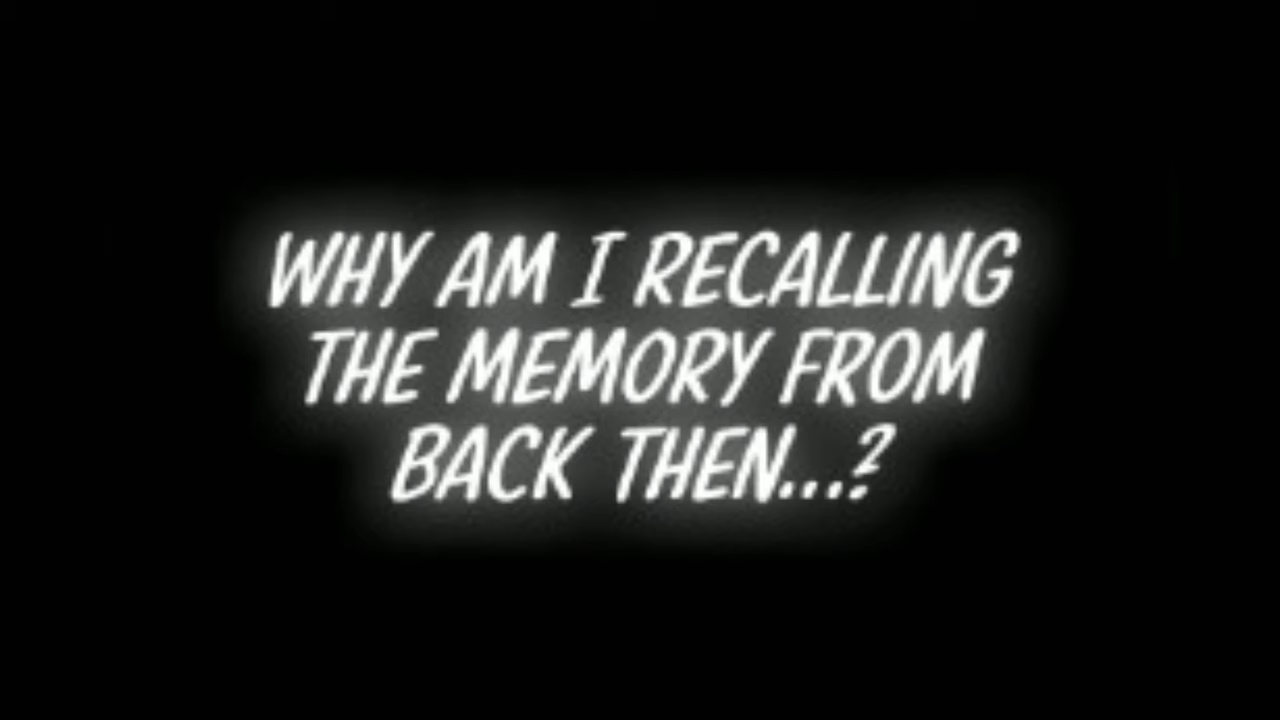 WHY AM I RECALLING
THE MEMORY FROM
BACK THEN...?